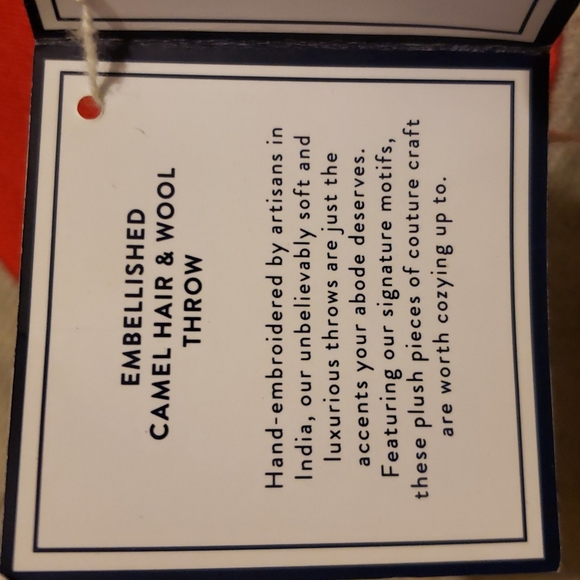 EMBELLISHED
CAMEL HAIR & WOOL
THROW
Hand-embroidered by artisans in
India, our unbelievably soft and
luxurious throws are just the
accents your abode deserves.
Featuring our signature motifs,
these plush pieces of couture craft
are worth cozying up to.